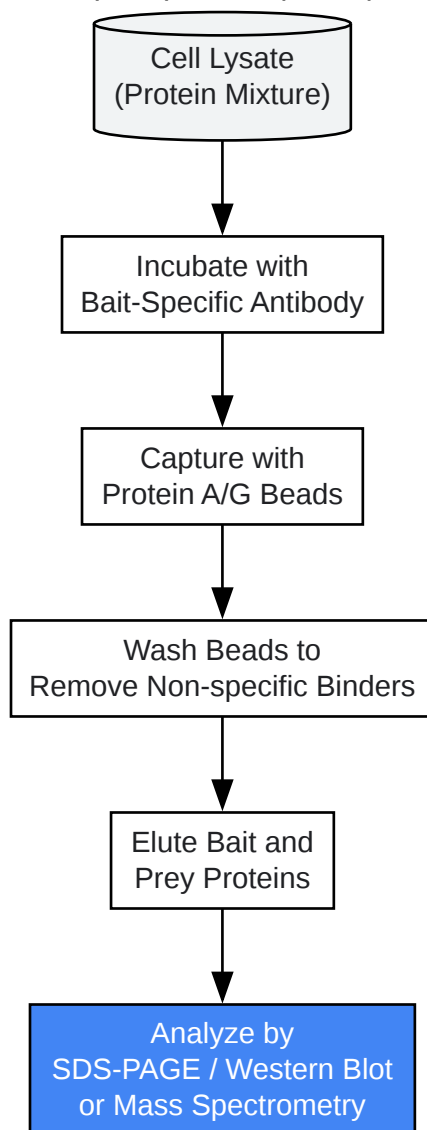 Cell Lysate
(Protein Mixture)
Incubate with
Bait-Specific Antibody
Capture with
Protein A/G Beads
Wash Beads to
Remove Non-specific Binders
Elute Bait and
Prey Proteins
Analyze by
SDS-PAGE / Western Blot
or Mass Spectrometry